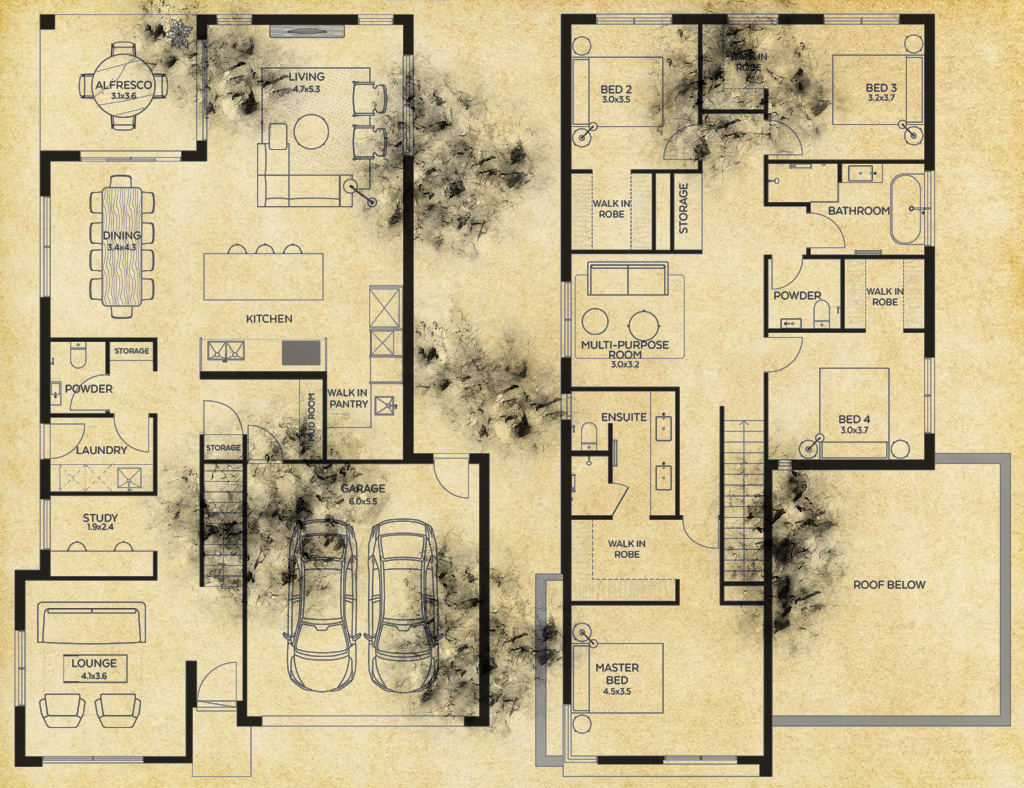 ALFRESCO
3.1x3.6
LIVING
4.7x5.3
DINING
3.4x4.3
KITCHEN
STORAGE
POWDER
LAUNDRY
STUDY
1.9x2.4
LOUNGE
4.1x3.6
WALK IN
PANTRY
MUD ROOM
STORAGE
GARAGE
6.0x5.5
BED 2
3.0x3.5
WALK IN
ROBE
BED 3
3.2x3.7
WALK IN
ROBE
STORAGE
BATHROOM
POWDER
WALK IN
ROBE
MULTI-PURPOSE
ROOM
3.0x3.2
BED 4
3.0x3.7
ENSUITE
WALK IN
ROBE
MASTER
BED
4.5x3.5
ROOF BELOW